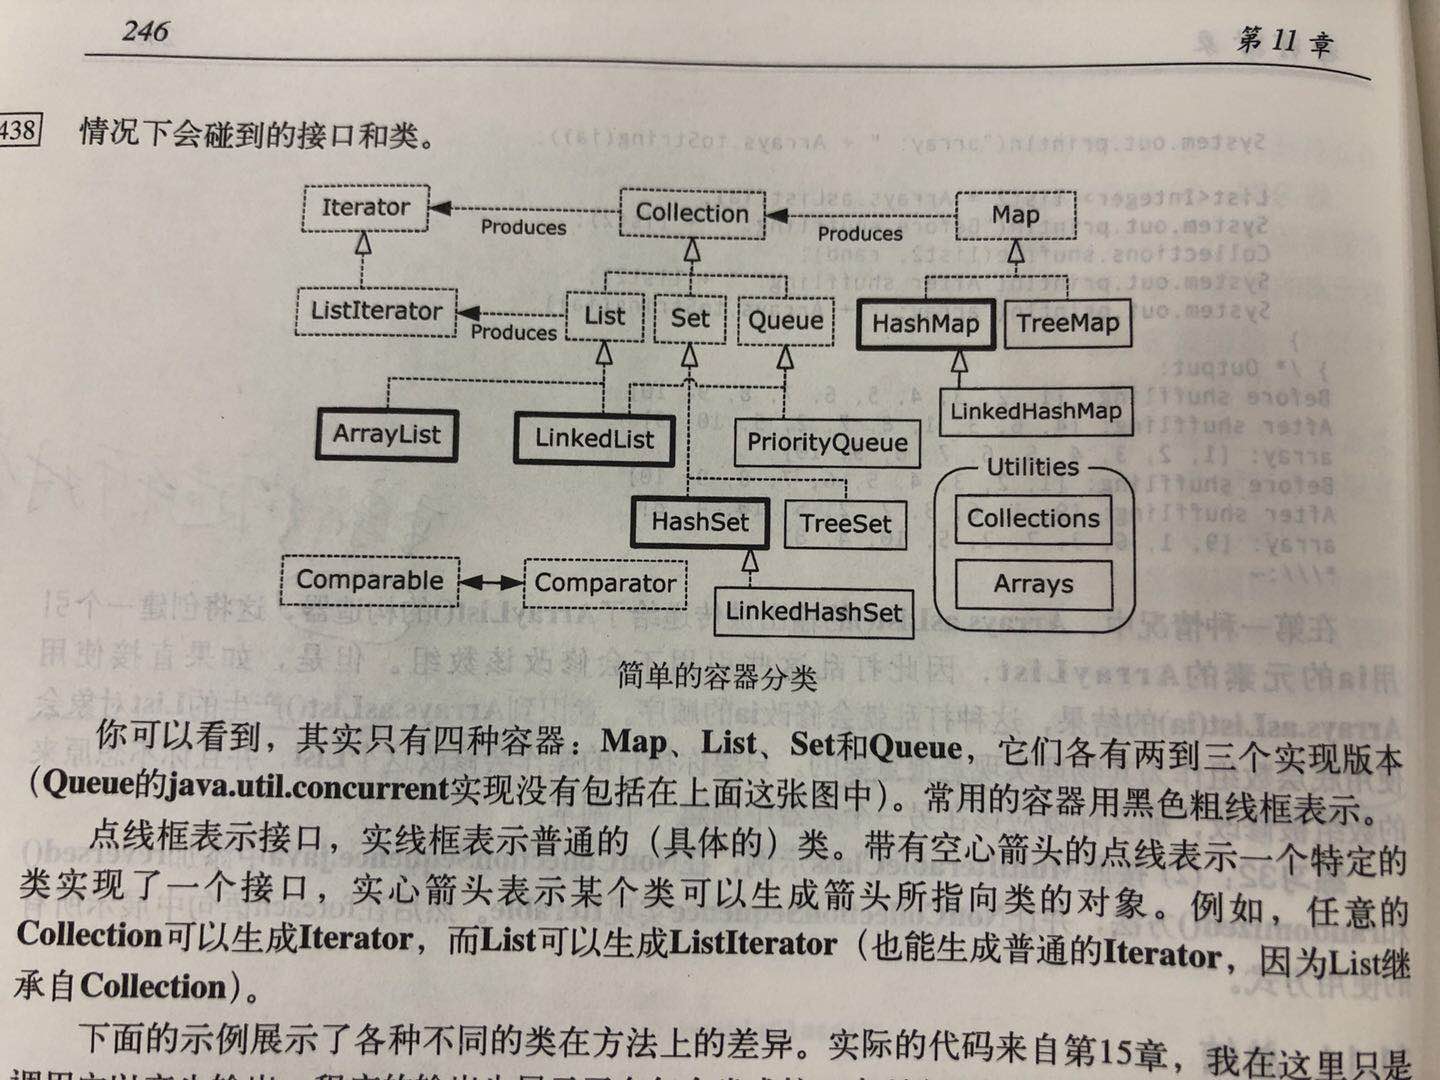 246
第11章
438
情况下会碰到的接口和类。
Iterator
Produces
Collection
Produces
Map
ListIterator
Produces
List
Set
Queue
HashMap
TreeMap
ArrayList
LinkedList
PriorityQueue
LinkedHashMap
Utilities
HashSet
TreeSet
Collections
Comparable
Comparator
Arrays
LinkedHashSet
简单的容器分类
你可以看到，其实只有四种容器：Map、List、Set和Queue，它们各有两到三个实现版本
（Queue的java.util.concurrent实现没有包括在上面这张图中）。常用的容器用黑色粗线框表示。
点线框表示接口，实线框表示普通的（具体的）类。带有空心箭头的点线表示一个特定的
类实现了一个接口，实心箭头表示某个类可以生成箭头所指向类的对象。例如，任意的
Collection可以生成Iterator，而List可以生成ListIterator（也能生成普通的Iterator，因为List继
承自Collection）。
下面的示例展示了各种不同的类在方法上的差异。实际的代码来自第15章，我在这里只是